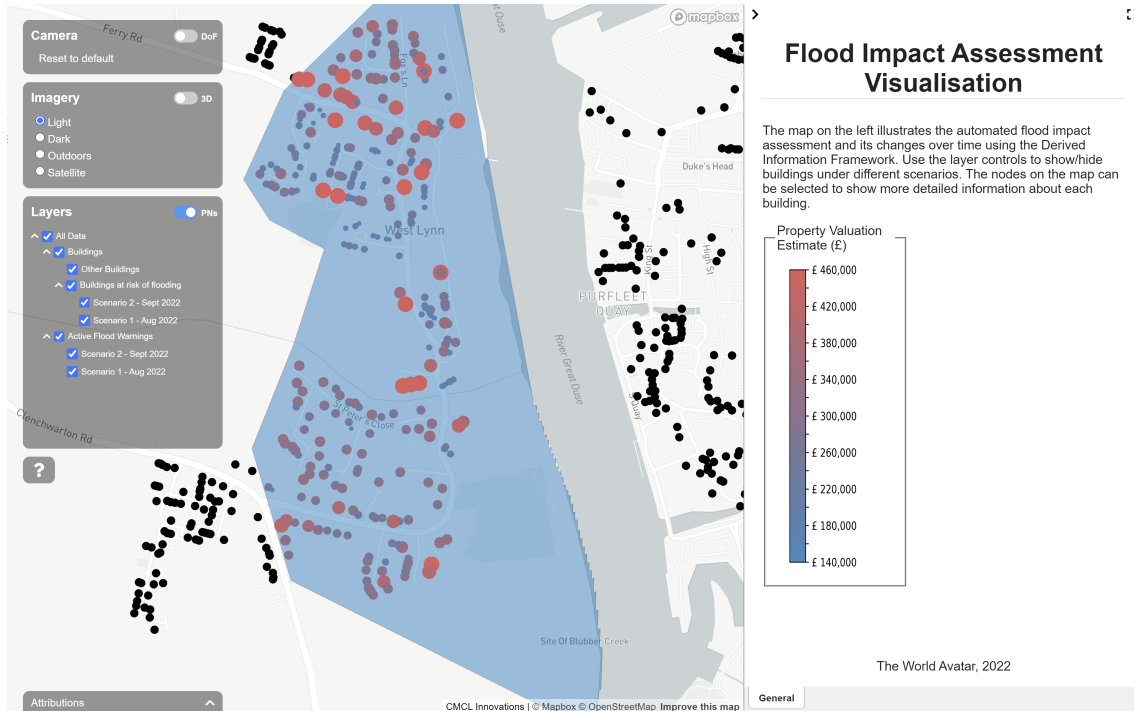 Camera
DoF
Reset to default
Imagery
3D
Light
Dark
Outdoors
Satellite
Layers
PNs
All Data
Buildings
Other Buildings
Buildings at risk of flooding
Scenario 2 - Sept 2022
Scenario 1 - Aug 2022
Active Flood Warnings
Scenario 2 - Sept 2022
Scenario 1 - Aug 2022
?
Attributions
Ferry Rd
Fox's Ln
at Ouse
mapbox
West Lynn
Duke's Head
King St
High St
PURFLEET
QUAY
River Great Ouse
St Peter's Close
S Quay
Clenchwarton Rd
Site Of Blubber Creek
CMCL Innovations | © Mapbox © OpenStreetMap Improve this map
Flood Impact Assessment
Visualisation
The map on the left illustrates the automated flood impact
assessment and its changes over time using the Derived
Information Framework. Use the layer controls to show/hide
buildings under different scenarios. The nodes on the map can
be selected to show more detailed information about each
building.
Property Valuation
Estimate (£)
£ 460,000
£ 420,000
£ 380,000
£ 340,000
£ 300,000
£ 260,000
£ 220,000
£ 180,000
£ 140,000
The World Avatar, 2022
General